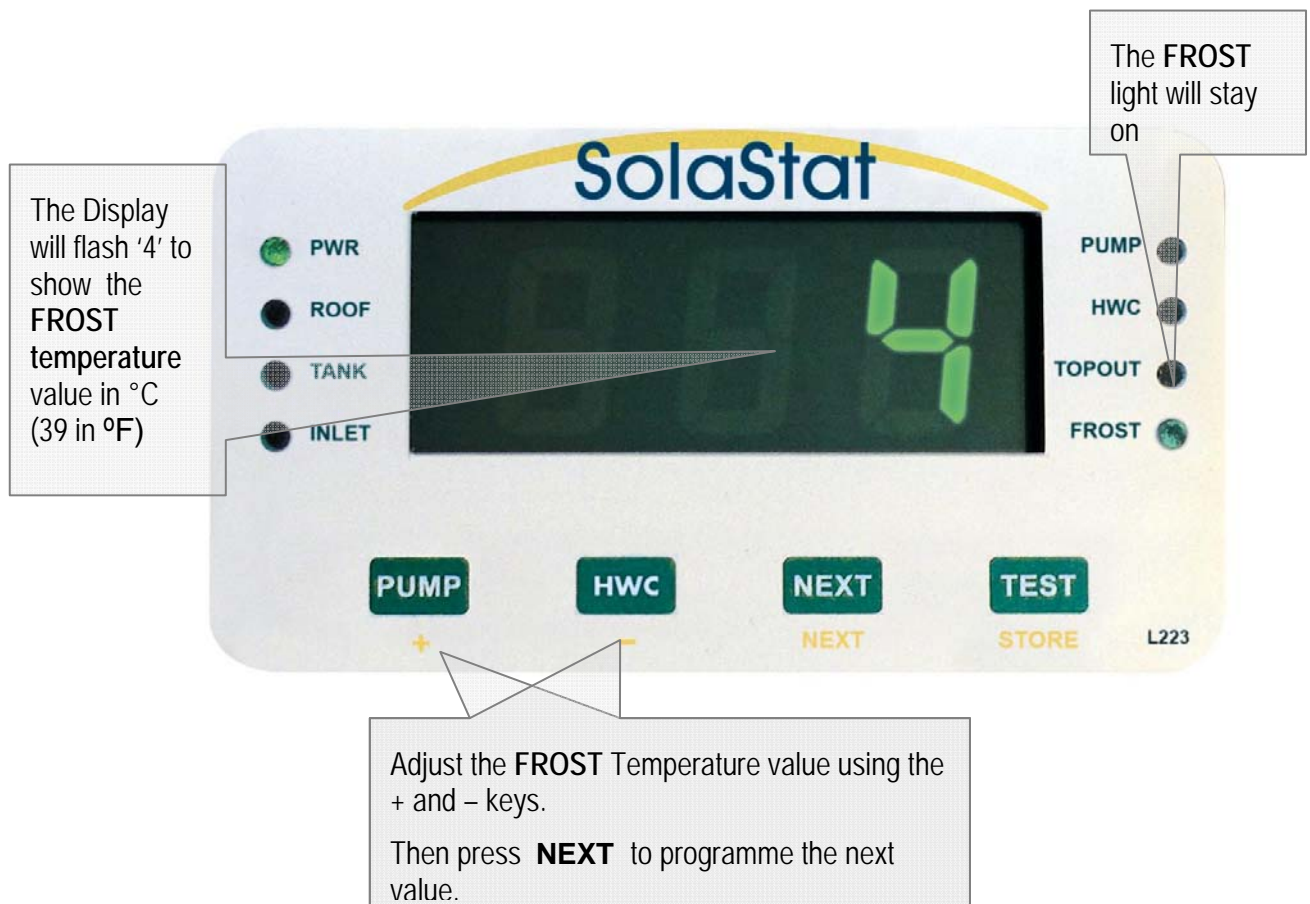 The FROST
light will stay
on
SolaStat
The Display
will flash '4' to
show the
FROST
temperature
value in °C
(39 in ºF)
PWR
ROOF
TANK
INLET
4
PUMP
HWC
TOPOUT
FROST
PUMP HWC NEXT TEST
+ – NEXT STORE L223
Adjust the FROST Temperature value using the
+ and – keys.
Then press NEXT to programme the next
value.